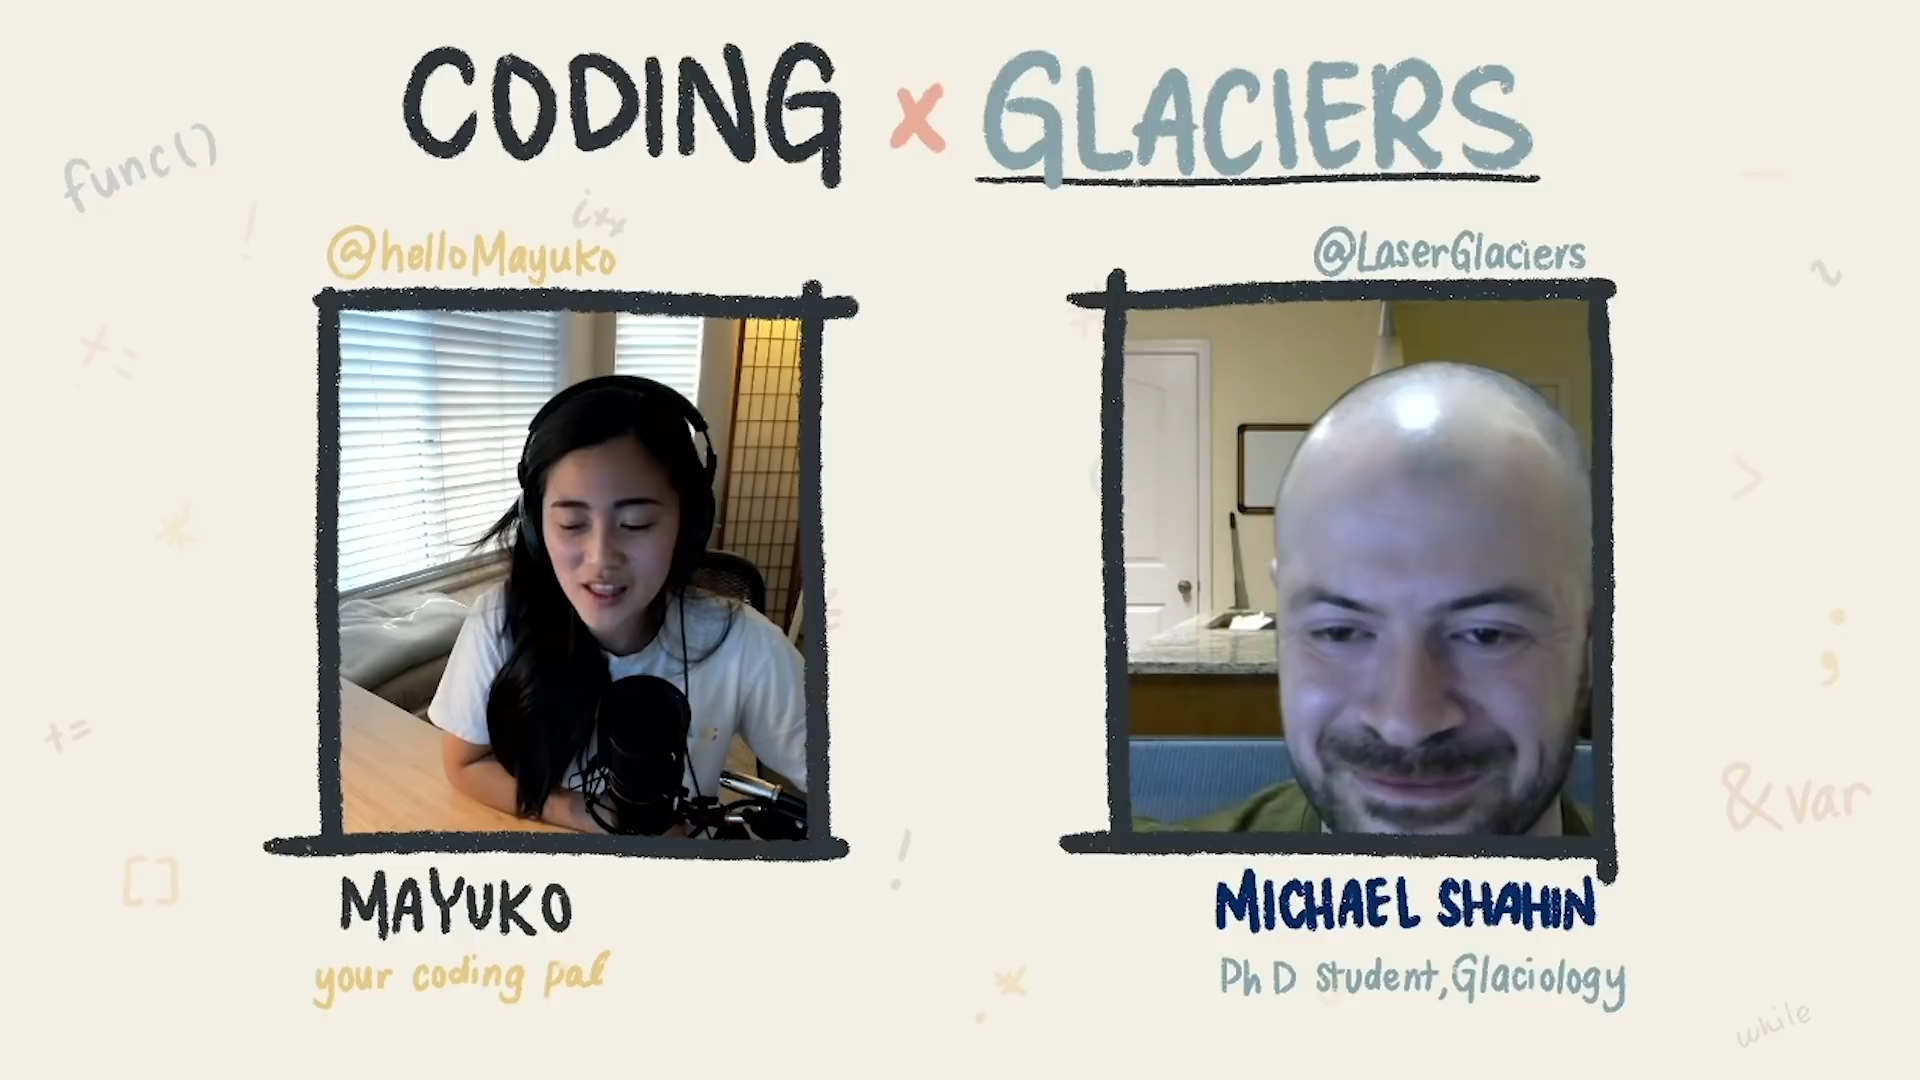 CODING x GLACIERS
func()
!
i++
@helloMayuko
@LaserGlaciers
+=
>
;
+=
&var
[]
!
MAYUKO
MICHAEL SHAHIN
your coding pal
PhD student, Glaciology
while